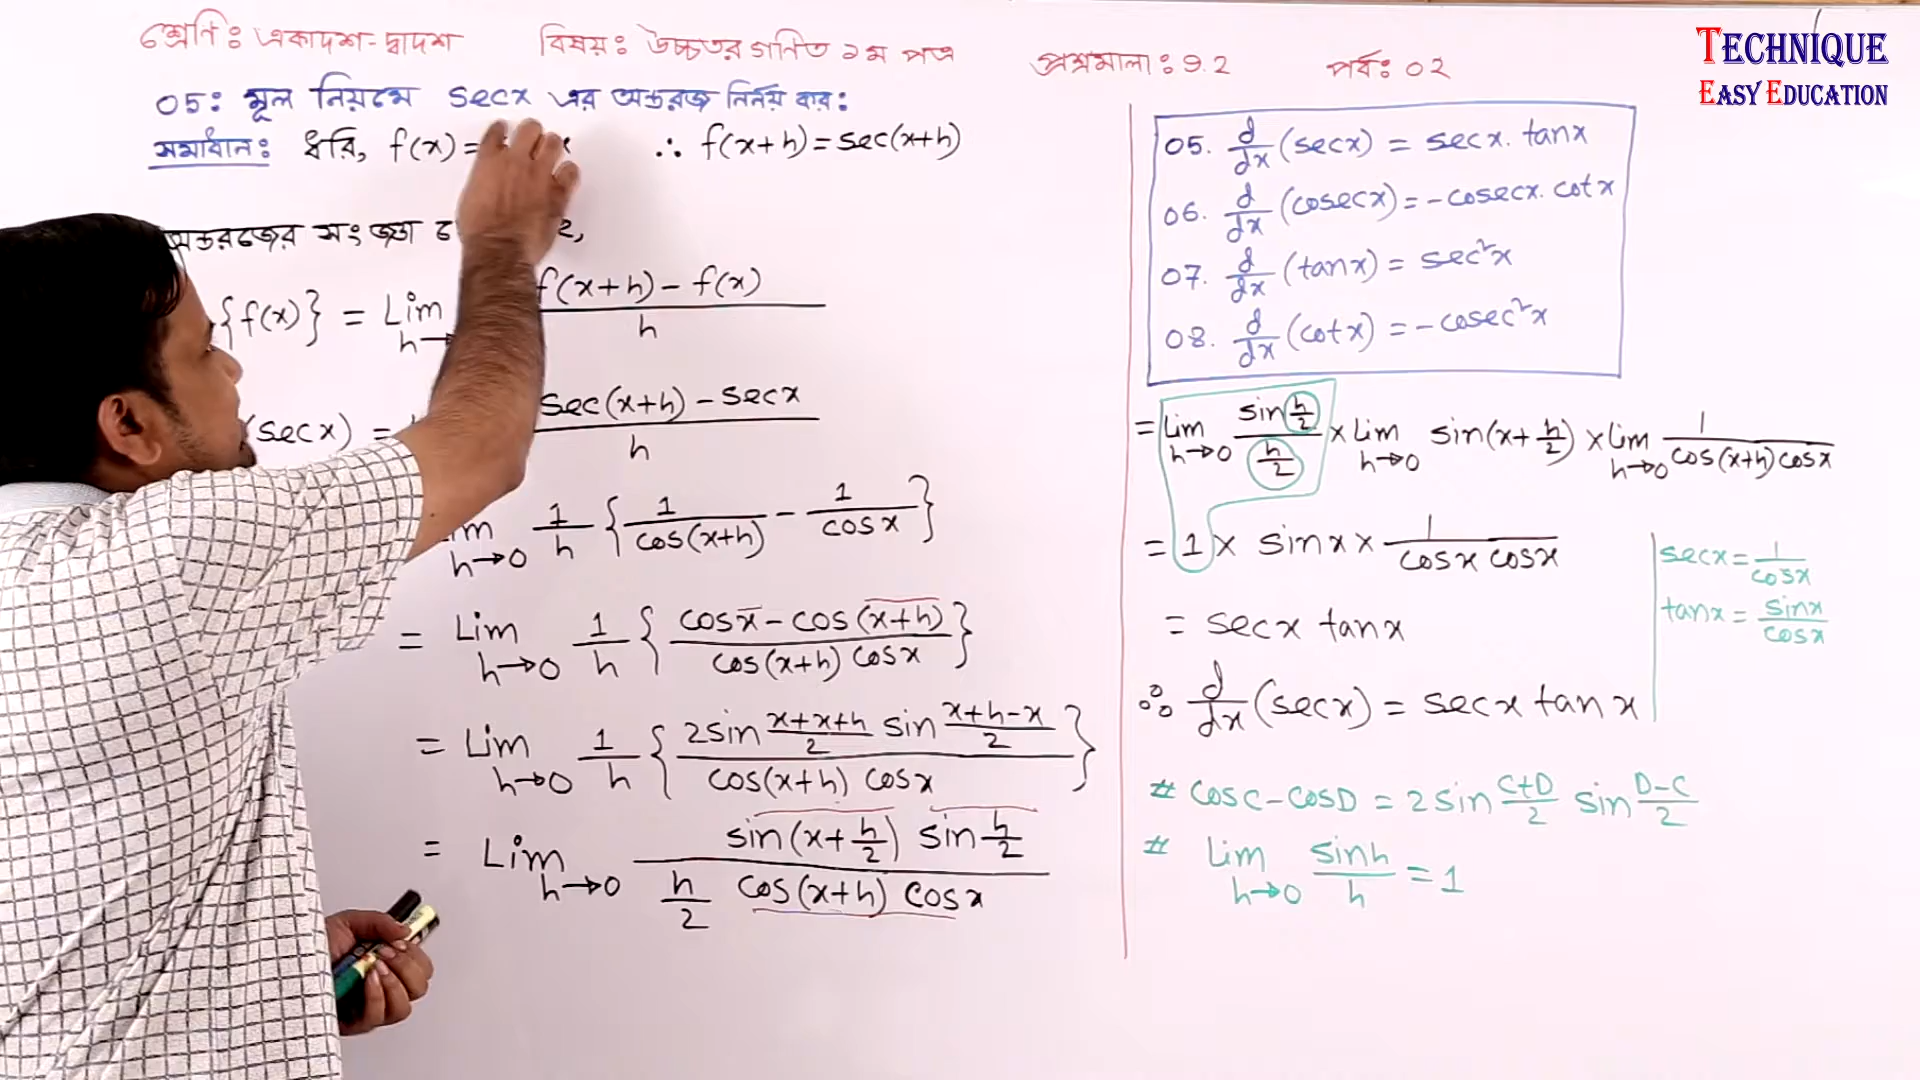 শ্রেণি: একাদশ-দ্বাদশ বিষয়: উচ্চতর গণিত ১ম পত্র প্রশ্নমালা: 9.2 পর্ব: ০২
TECHNIQUE
EASY EDUCATION
05: মূল নিয়মে secx এর অন্তরজ নির্নয় কর:
সমাধান: ধরি, f(x) = ∴ f(x+h) = sec(x+h)
অন্তরজের সংজ্ঞা
{f(x)} = Lim h→ f(x+h) - f(x) / h
(secx) = sec(x+h) - secx / h
h→0 1/h {1/cos(x+h) - 1/cosx}
= Lim h→0 1/h {cosx - cos(x+h) / cos(x+h) cosx}
= Lim h→0 1/h {2sin (x+x+h)/2 sin (x+h-x)/2 / cos(x+h) cosx}
= Lim h→0 sin(x+h/2) sin h/2 / h/2 cos(x+h) cosx
05. d/dx (secx) = secx. tanx
06. d/dx (cosecx) = -cosecx. cotx
07. d/dx (tanx) = sec²x
08. d/dx (cotx) = -cosec²x
= Lim h→0 sin(h/2) / h/2 × Lim h→0 sin(x+h/2) × Lim h→0 1/cos(x+h) cosx
= 1 × sinx × 1/cosx cosx
= secx tanx
∴ d/dx (secx) = secx tanx
secx = 1/cosx
tanx = sinx/cosx
# cosC-cosD = 2sin C+D/2 sin D-C/2
# Lim h→0 sinh/h = 1